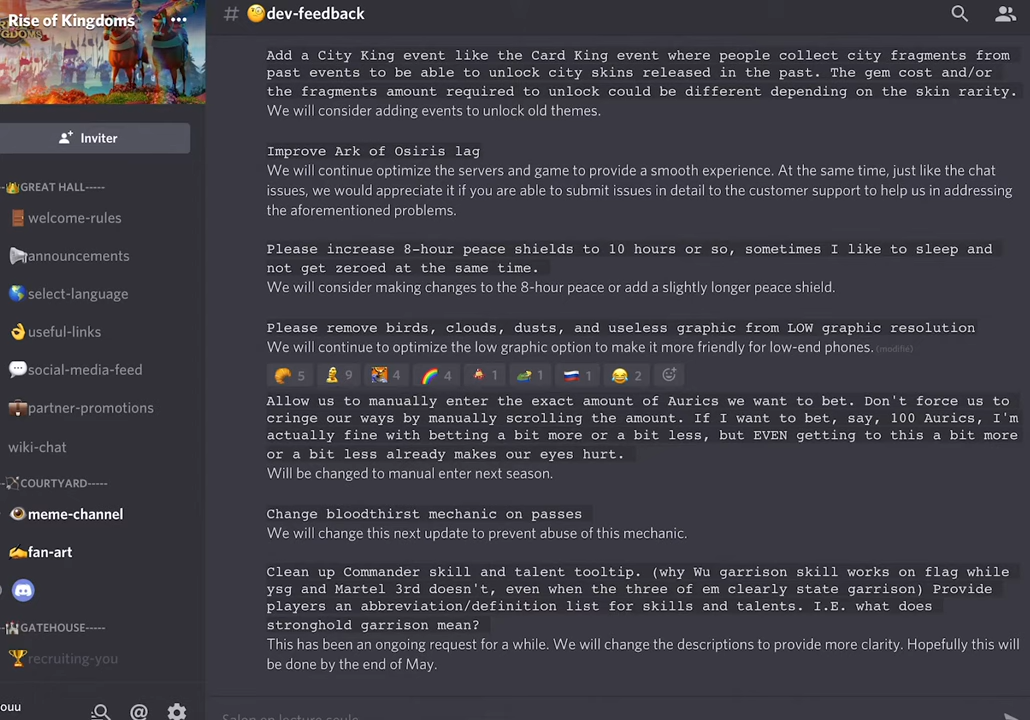 Rise of Kingdoms
•••
# 🧐dev-feedback
Inviter
-👑GREAT HALL-----
welcome-rules
announcements
select-language
useful-links
social-media-feed
partner-promotions
wiki-chat
COURTYARD-----
meme-channel
fan-art
GATEHOUSE-----
recruiting-you
ouu
Add a City King event like the Card King event where people collect city fragments from
past events to be able to unlock city skins released in the past. The gem cost and/or
the fragments amount required to unlock could be different depending on the skin rarity.
We will consider adding events to unlock old themes.
Improve Ark of Osiris lag
We will continue optimize the servers and game to provide a smooth experience. At the same time, just like the chat
issues, we would appreciate it if you are able to submit issues in detail to the customer support to help us in addressing
the aforementioned problems.
Please increase 8-hour peace shields to 10 hours or so, sometimes I like to sleep and
not get zeroed at the same time.
We will consider making changes to the 8-hour peace or add a slightly longer peace shield.
Please remove birds, clouds, dusts, and useless graphic from LOW graphic resolution
We will continue to optimize the low graphic option to make it more friendly for low-end phones. (modifié)
5 9 4 4 1 1 1 2
Allow us to manually enter the exact amount of Aurics we want to bet. Don't force us to
cringe our ways by manually scrolling the amount. If I want to bet, say, 100 Aurics, I'm
actually fine with betting a bit more or a bit less, but EVEN getting to this a bit more
or a bit less already makes our eyes hurt.
Will be changed to manual enter next season.
Change bloodthirst mechanic on passes
We will change this next update to prevent abuse of this mechanic.
Clean up Commander skill and talent tooltip. (why Wu garrison skill works on flag while
ysg and Martel 3rd doesn't, even when the three of em clearly state garrison) Provide
players an abbreviation/definition list for skills and talents. I.E. what does
stronghold garrison mean?
This has been an ongoing request for a while. We will change the descriptions to provide more clarity. Hopefully this will
be done by the end of May.
Salon en lecture seule